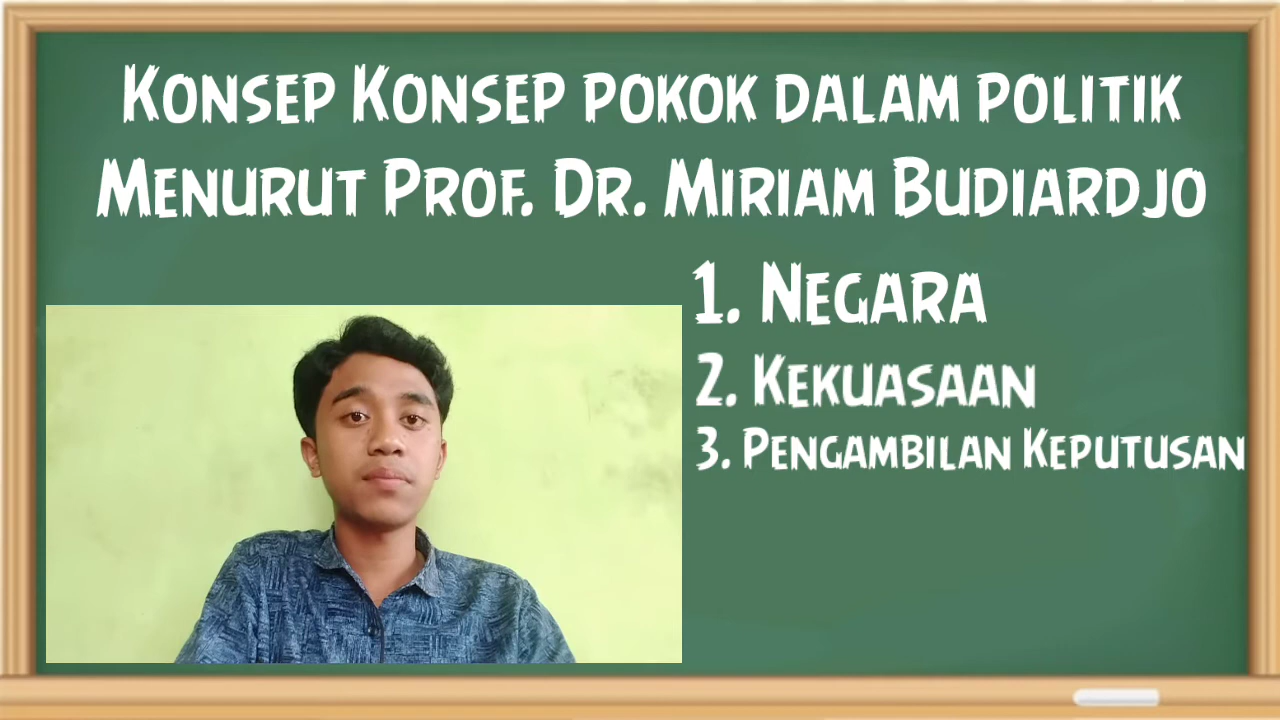 Konsep Konsep pokok dalam politik
Menurut Prof. Dr. Miriam Budiardjo
1. Negara
2. Kekuasaan
3. Pengambilan Keputusan